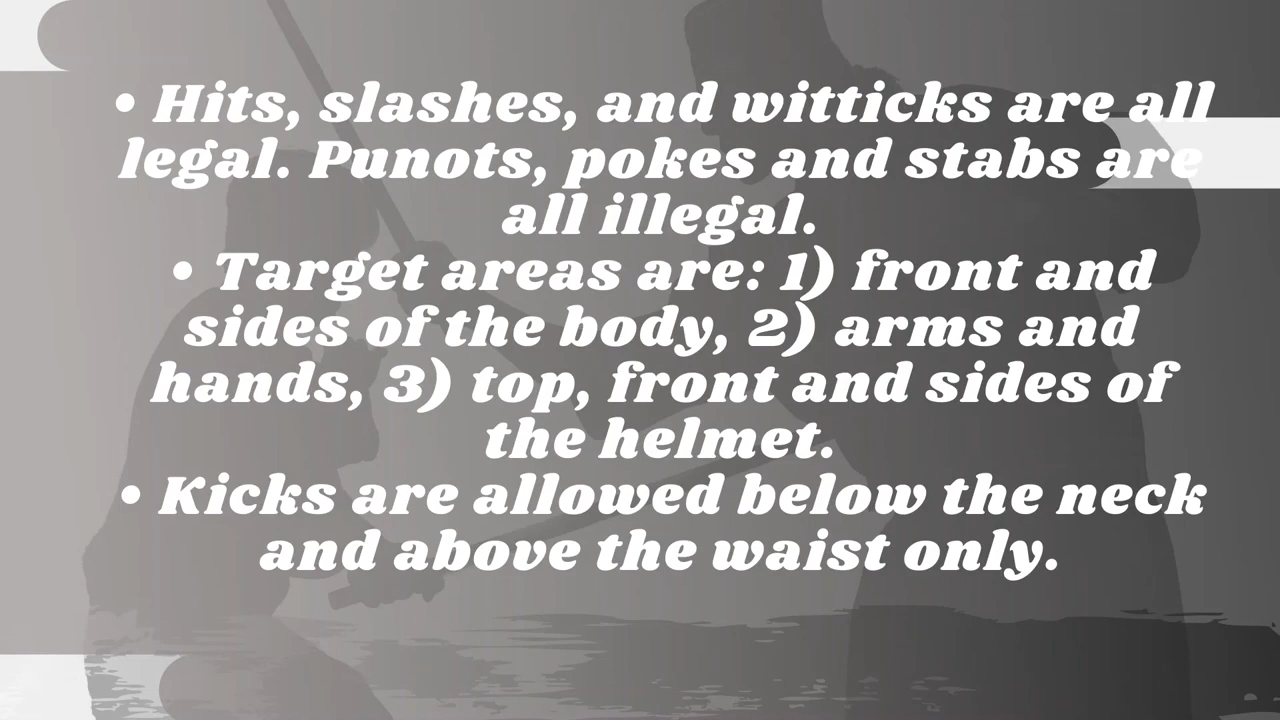 • Hits, slashes, and witticks are all
legal. Punots, pokes and stabs are
all illegal.
• Target areas are: 1) front and
sides of the body, 2) arms and
hands, 3) top, front and sides of
the helmet.
• Kicks are allowed below the neck
and above the waist only.